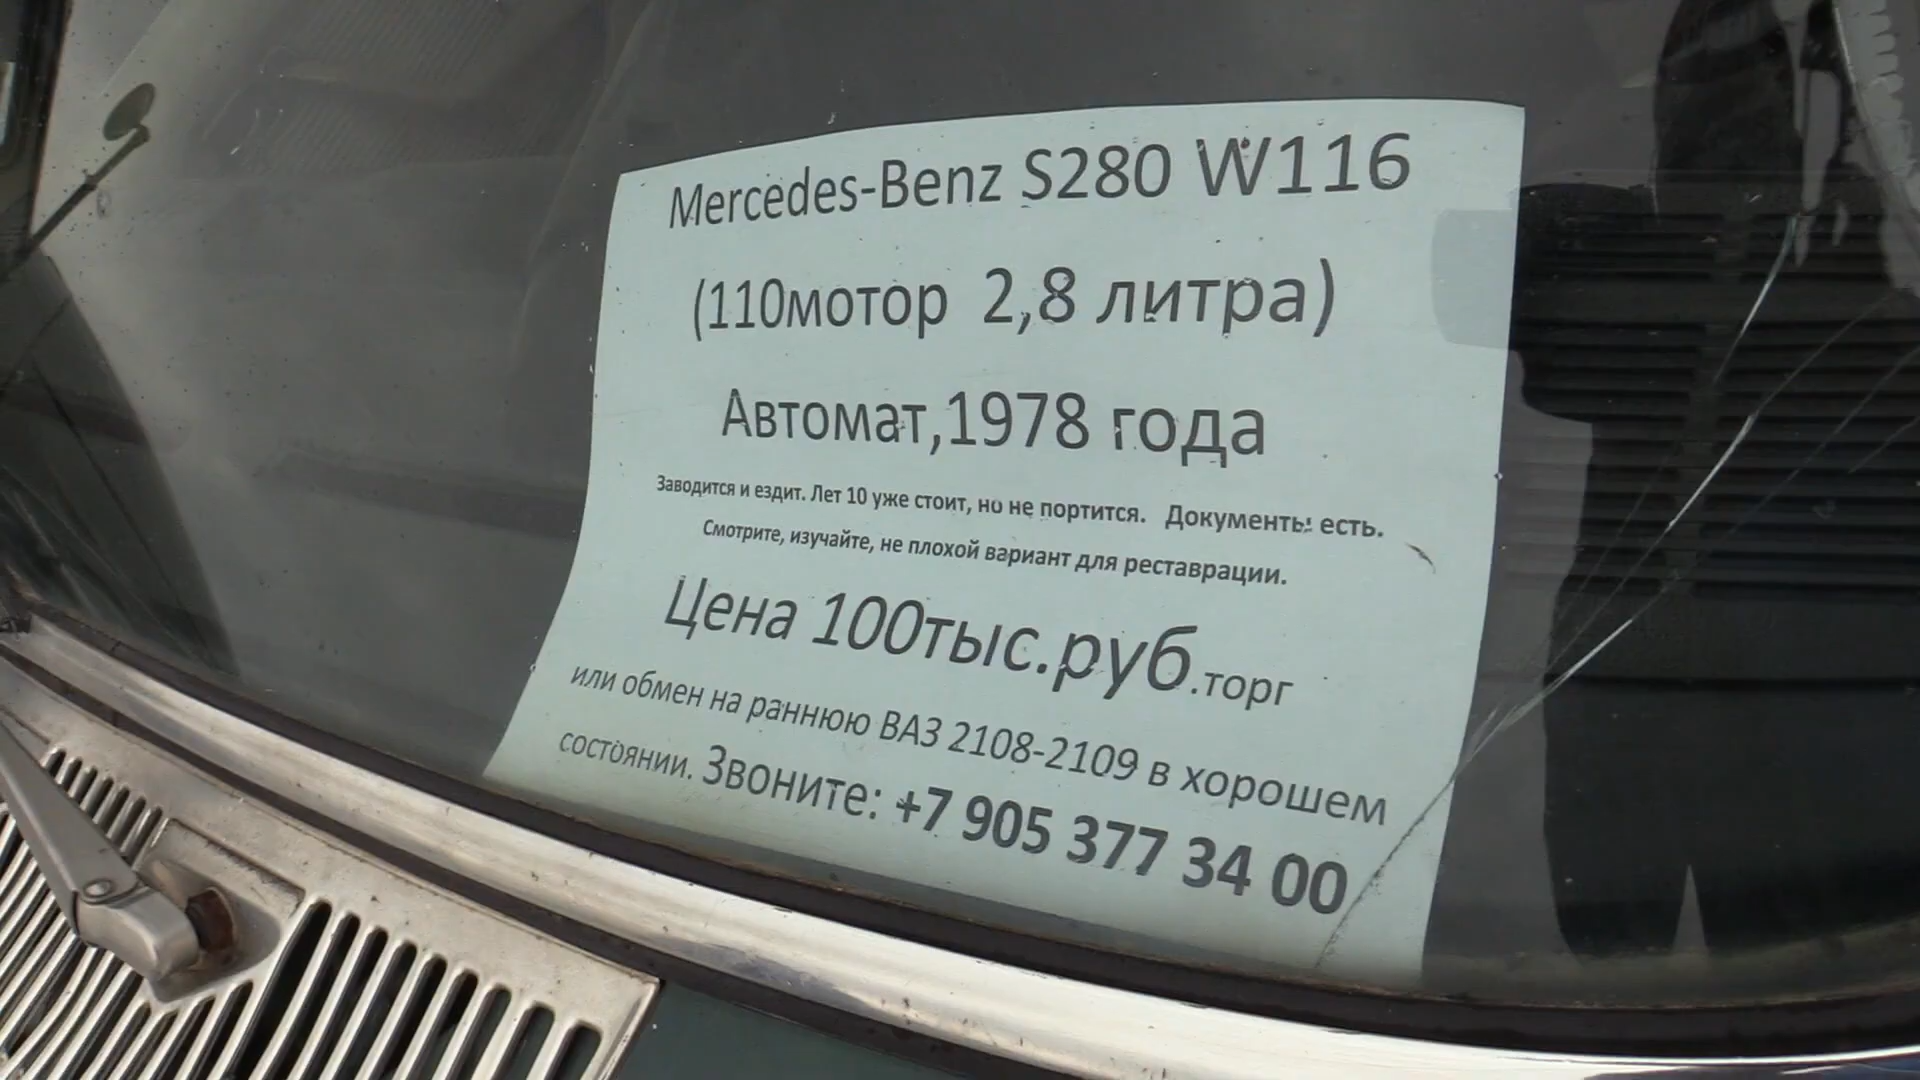 Mercedes-Benz S280 W116
(110мотор 2,8 литра)
Автомат,1978 года
Заводится и ездит. Лет 10 уже стоит, но не портится. Документы есть.
Смотрите, изучайте, не плохой вариант для реставрации.
Цена 100тыс.руб.торг
или обмен на раннюю ВАЗ 2108-2109 в хорошем
состоянии. Звоните: +7 905 377 34 00